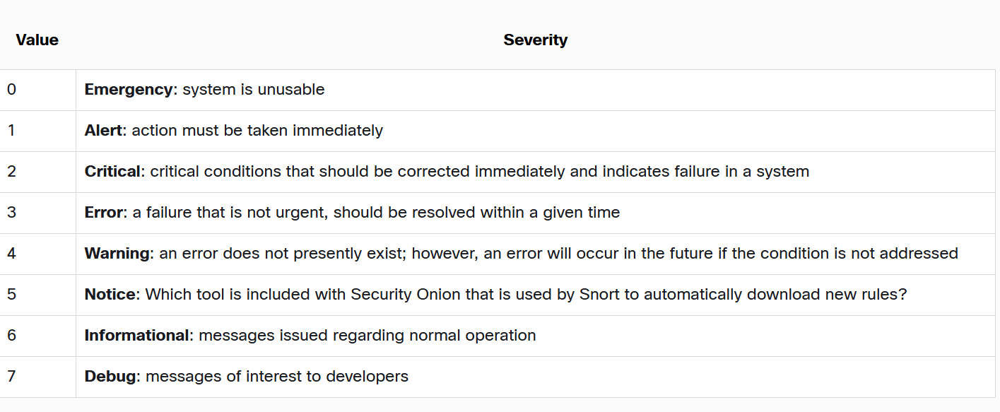 Value Severity
0 Emergency: system is unusable
1 Alert: action must be taken immediately
2 Critical: critical conditions that should be corrected immediately and indicates failure in a system
3 Error: a failure that is not urgent, should be resolved within a given time
4 Warning: an error does not presently exist; however, an error will occur in the future if the condition is not addressed
5 Notice: Which tool is included with Security Onion that is used by Snort to automatically download new rules?
6 Informational: messages issued regarding normal operation
7 Debug: messages of interest to developers